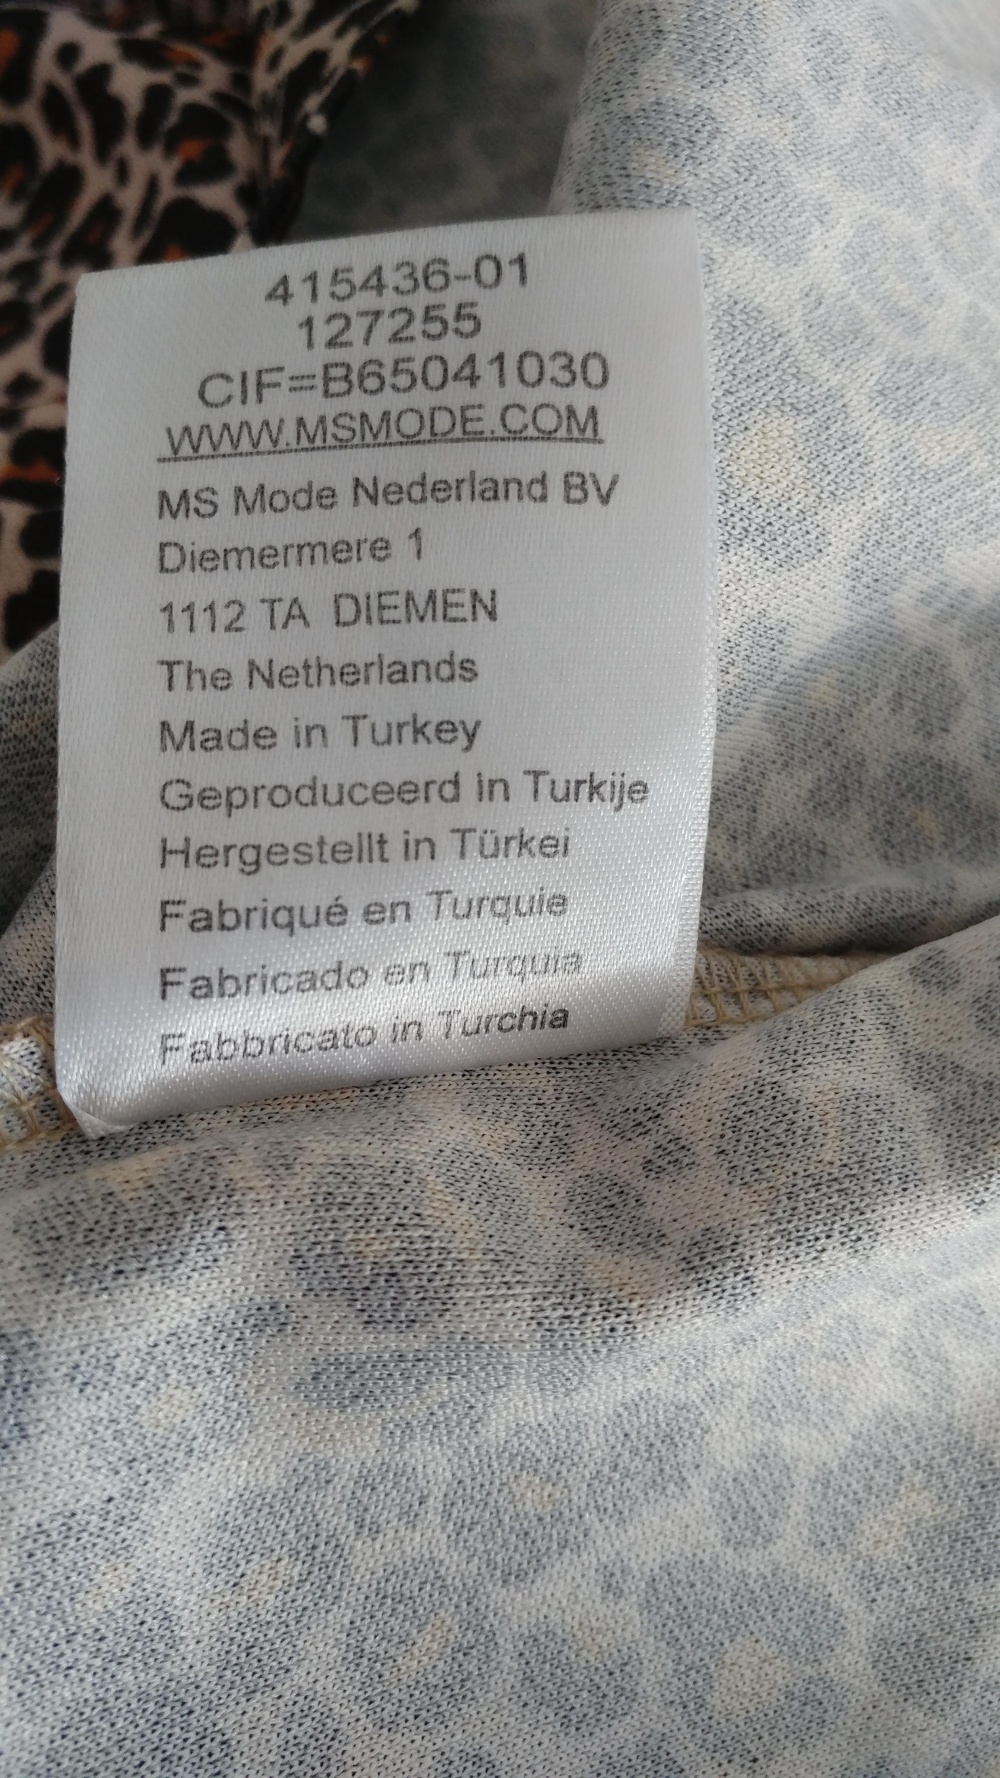 415436-01
127255
CIF=B65041030
WWW.MSMODE.COM
MS Mode Nederland BV
Diemermere 1
1112 TA DIEMEN
The Netherlands
Made in Turkey
Geproduceerd in Turkije
Hergestellt in Türkei
Fabriqué en Turquie
Fabricado en Turquia
Fabbricato in Turchia